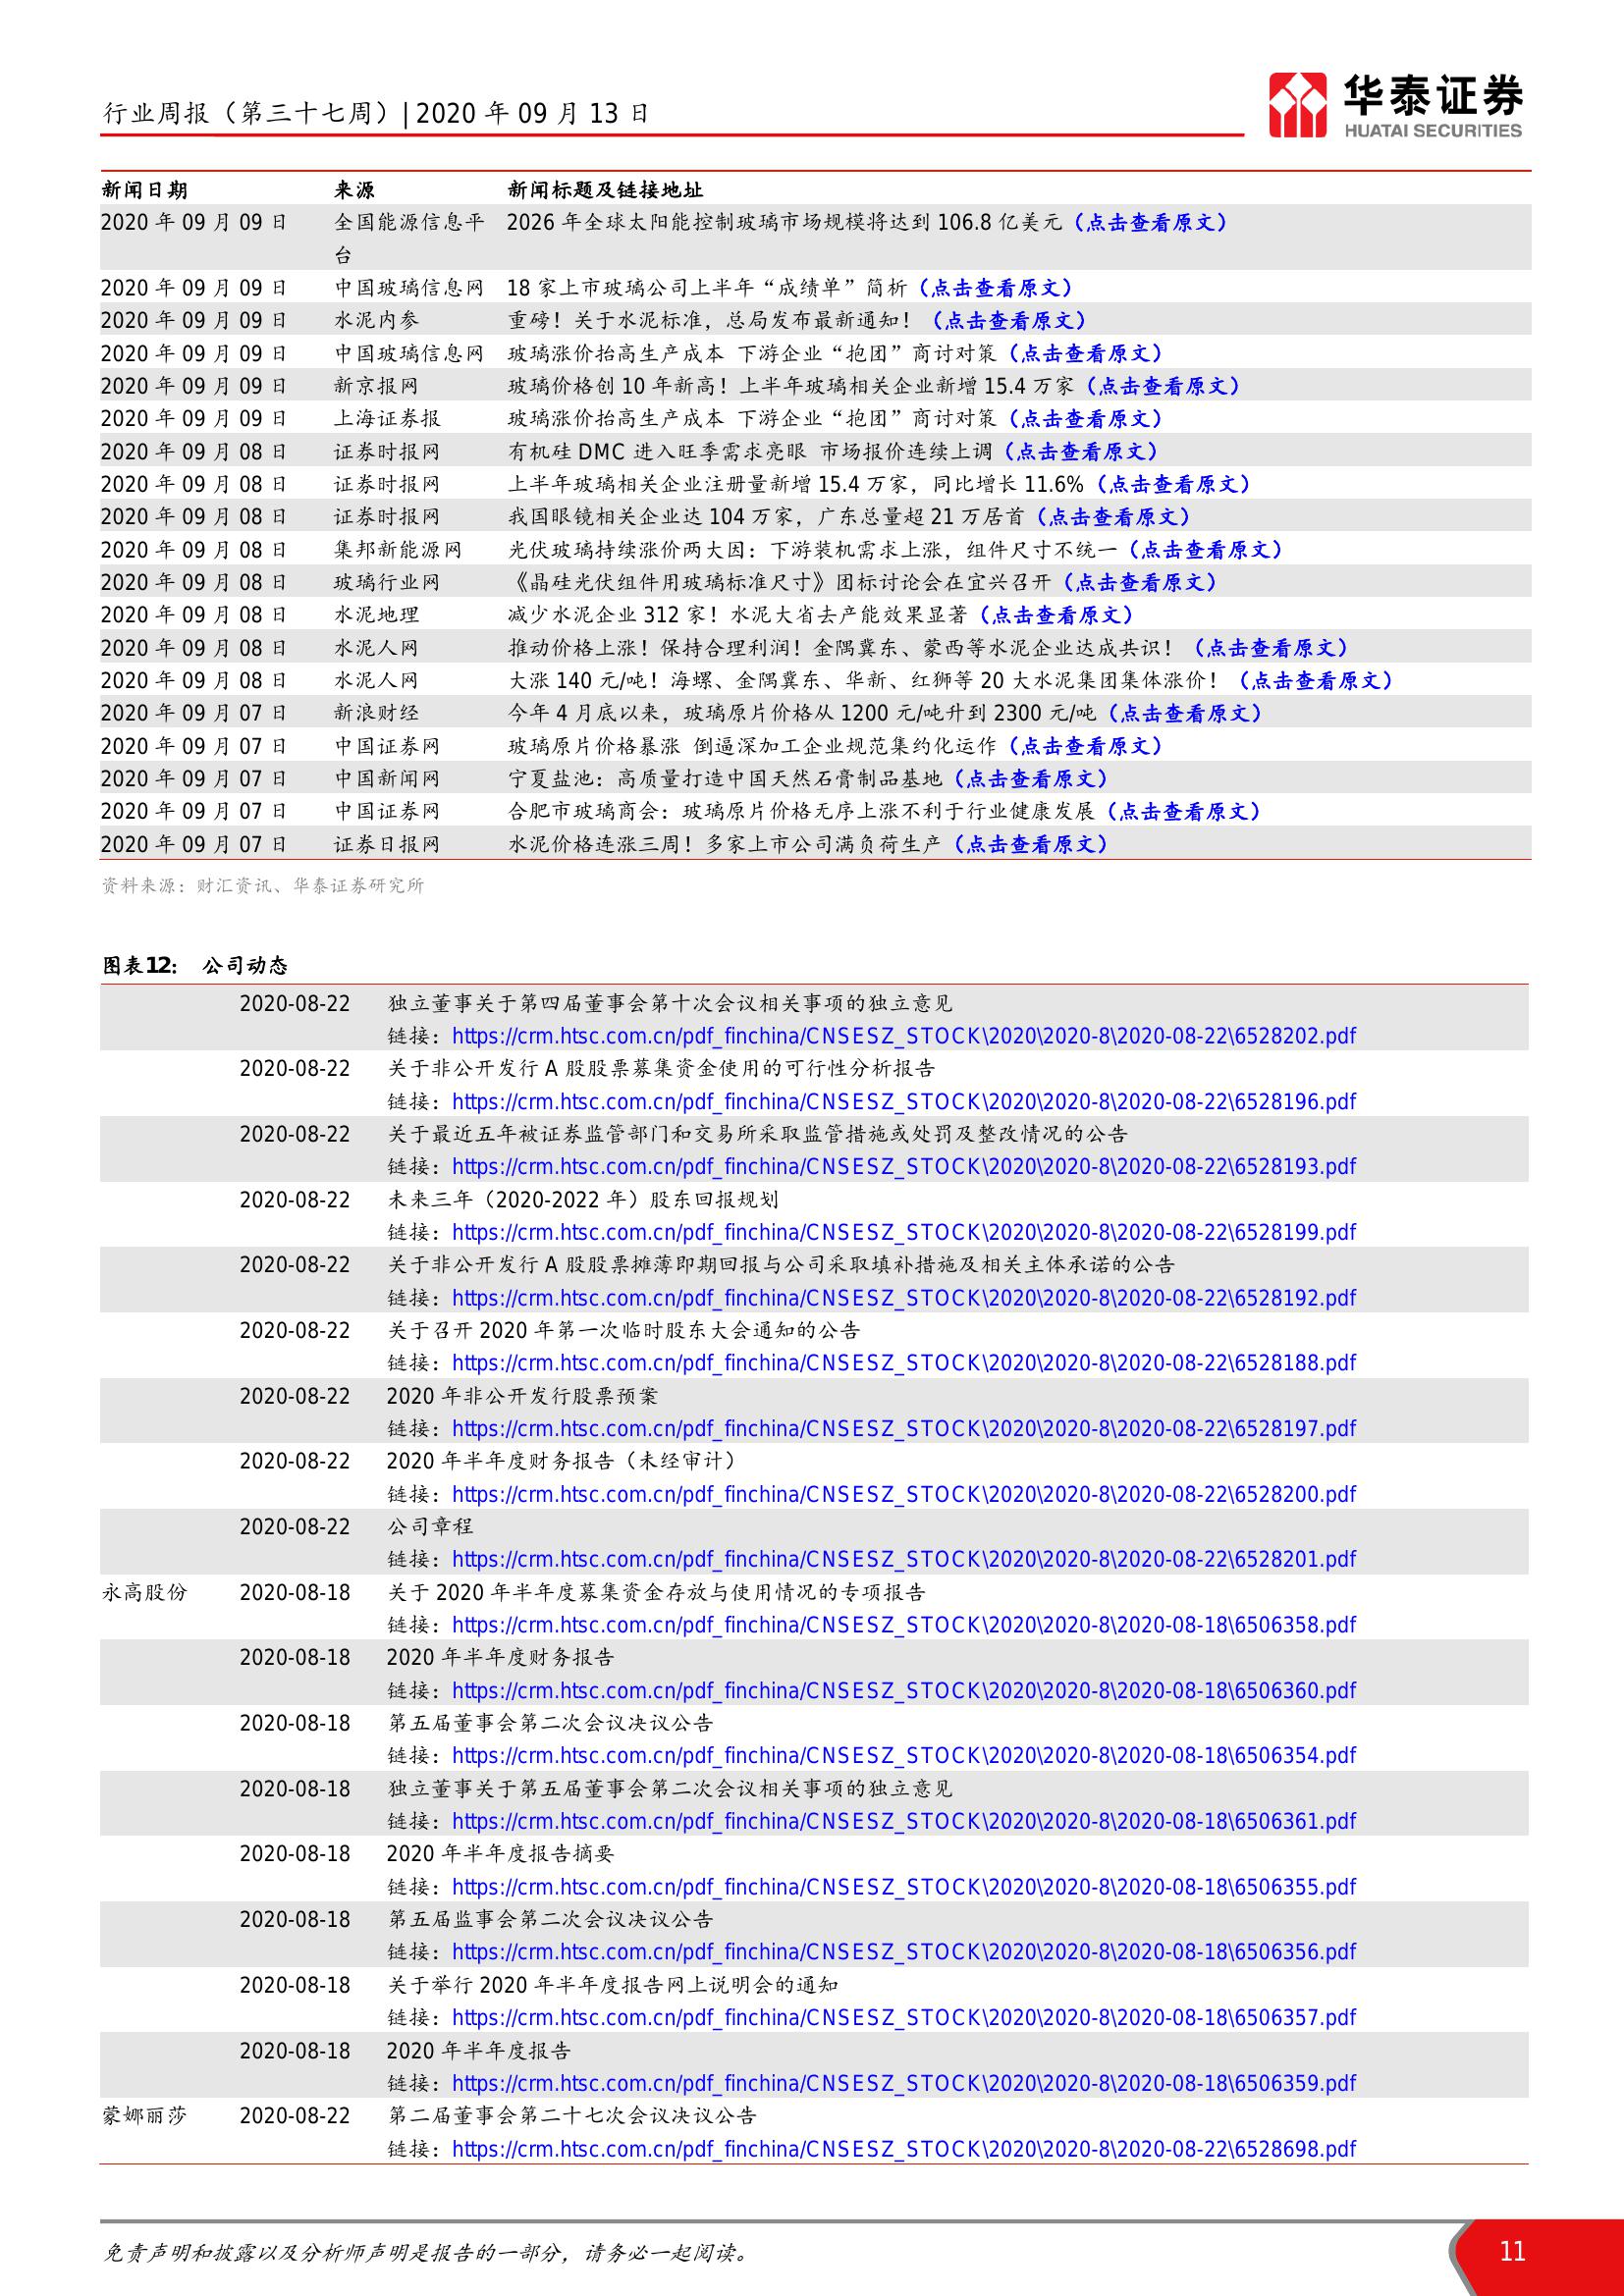 行业周报（第三十七周）| 2020 年 09 月 13 日
华泰证券
HUATAI SECURITIES
新闻日期 来源 新闻标题及链接地址
2020 年 09 月 09 日 全国能源信息平台 2026 年全球太阳能控制玻璃市场规模将达到 106.8 亿美元（点击查看原文）
2020 年 09 月 09 日 中国玻璃信息网 18 家上市玻璃公司上半年“成绩单”简析（点击查看原文）
2020 年 09 月 09 日 水泥内参 重磅！关于水泥标准，总局发布最新通知！（点击查看原文）
2020 年 09 月 09 日 中国玻璃信息网 玻璃涨价抬高生产成本 下游企业“抱团”商讨对策（点击查看原文）
2020 年 09 月 09 日 新京报网 玻璃价格创 10 年新高！上半年玻璃相关企业新增 15.4 万家（点击查看原文）
2020 年 09 月 09 日 上海证券报 玻璃涨价抬高生产成本 下游企业“抱团”商讨对策（点击查看原文）
2020 年 09 月 08 日 证券时报网 有机硅 DMC 进入旺季需求亮眼 市场报价连续上调（点击查看原文）
2020 年 09 月 08 日 证券时报网 上半年玻璃相关企业注册量新增 15.4 万家，同比增长 11.6%（点击查看原文）
2020 年 09 月 08 日 证券时报网 我国眼镜相关企业达 104 万家，广东总量超 21 万居首（点击查看原文）
2020 年 09 月 08 日 集邦新能源网 光伏玻璃持续涨价两大因：下游装机需求上涨，组件尺寸不统一（点击查看原文）
2020 年 09 月 08 日 玻璃行业网 《晶硅光伏组件用玻璃标准尺寸》团标讨论会在宜兴召开（点击查看原文）
2020 年 09 月 08 日 水泥地理 减少水泥企业 312 家！水泥大省去产能效果显著（点击查看原文）
2020 年 09 月 08 日 水泥人网 推动价格上涨！保持合理利润！金隅冀东、蒙西等水泥企业达成共识！（点击查看原文）
2020 年 09 月 08 日 水泥人网 大涨 140 元/吨！海螺、金隅冀东、华新、红狮等 20 大水泥集团集体涨价！（点击查看原文）
2020 年 09 月 07 日 新浪财经 今年 4 月底以来，玻璃原片价格从 1200 元/吨升到 2300 元/吨（点击查看原文）
2020 年 09 月 07 日 中国证券网 玻璃原片价格暴涨 倒逼深加工企业规范集约化运作（点击查看原文）
2020 年 09 月 07 日 中国新闻网 宁夏盐池：高质量打造中国天然石膏制品基地（点击查看原文）
2020 年 09 月 07 日 中国证券网 合肥市玻璃商会：玻璃原片价格无序上涨不利于行业健康发展（点击查看原文）
2020 年 09 月 07 日 证券日报网 水泥价格连涨三周！多家上市公司满负荷生产（点击查看原文）
资料来源：财汇资讯、华泰证券研究所
图表12： 公司动态
2020-08-22 独立董事关于第四届董事会第十次会议相关事项的独立意见
链接：https://crm.htsc.com.cn/pdf_finchina/CNSESZ_STOCK\2020\2020-8\2020-08-22\6528202.pdf
2020-08-22 关于非公开发行 A 股股票募集资金使用的可行性分析报告
链接：https://crm.htsc.com.cn/pdf_finchina/CNSESZ_STOCK\2020\2020-8\2020-08-22\6528196.pdf
2020-08-22 关于最近五年被证券监管部门和交易所采取监管措施或处罚及整改情况的公告
链接：https://crm.htsc.com.cn/pdf_finchina/CNSESZ_STOCK\2020\2020-8\2020-08-22\6528193.pdf
2020-08-22 未来三年（2020-2022 年）股东回报规划
链接：https://crm.htsc.com.cn/pdf_finchina/CNSESZ_STOCK\2020\2020-8\2020-08-22\6528199.pdf
2020-08-22 关于非公开发行 A 股股票摊薄即期回报与公司采取填补措施及相关主体承诺的公告
链接：https://crm.htsc.com.cn/pdf_finchina/CNSESZ_STOCK\2020\2020-8\2020-08-22\6528192.pdf
2020-08-22 关于召开 2020 年第一次临时股东大会通知的公告
链接：https://crm.htsc.com.cn/pdf_finchina/CNSESZ_STOCK\2020\2020-8\2020-08-22\6528188.pdf
2020-08-22 2020 年非公开发行股票预案
链接：https://crm.htsc.com.cn/pdf_finchina/CNSESZ_STOCK\2020\2020-8\2020-08-22\6528197.pdf
2020-08-22 2020 年半年度财务报告（未经审计）
链接：https://crm.htsc.com.cn/pdf_finchina/CNSESZ_STOCK\2020\2020-8\2020-08-22\6528200.pdf
2020-08-22 公司章程
链接：https://crm.htsc.com.cn/pdf_finchina/CNSESZ_STOCK\2020\2020-8\2020-08-22\6528201.pdf
永高股份 2020-08-18 关于 2020 年半年度募集资金存放与使用情况的专项报告
链接：https://crm.htsc.com.cn/pdf_finchina/CNSESZ_STOCK\2020\2020-8\2020-08-18\6506358.pdf
2020-08-18 2020 年半年度财务报告
链接：https://crm.htsc.com.cn/pdf_finchina/CNSESZ_STOCK\2020\2020-8\2020-08-18\6506360.pdf
2020-08-18 第五届董事会第二次会议决议公告
链接：https://crm.htsc.com.cn/pdf_finchina/CNSESZ_STOCK\2020\2020-8\2020-08-18\6506354.pdf
2020-08-18 独立董事关于第五届董事会第二次会议相关事项的独立意见
链接：https://crm.htsc.com.cn/pdf_finchina/CNSESZ_STOCK\2020\2020-8\2020-08-18\6506361.pdf
2020-08-18 2020 年半年度报告摘要
链接：https://crm.htsc.com.cn/pdf_finchina/CNSESZ_STOCK\2020\2020-8\2020-08-18\6506355.pdf
2020-08-18 第五届监事会第二次会议决议公告
链接：https://crm.htsc.com.cn/pdf_finchina/CNSESZ_STOCK\2020\2020-8\2020-08-18\6506356.pdf
2020-08-18 关于举行 2020 年半年度报告网上说明会的通知
链接：https://crm.htsc.com.cn/pdf_finchina/CNSESZ_STOCK\2020\2020-8\2020-08-18\6506357.pdf
2020-08-18 2020 年半年度报告
链接：https://crm.htsc.com.cn/pdf_finchina/CNSESZ_STOCK\2020\2020-8\2020-08-18\6506359.pdf
蒙娜丽莎 2020-08-22 第二届董事会第二十七次会议决议公告
链接：https://crm.htsc.com.cn/pdf_finchina/CNSESZ_STOCK\2020\2020-8\2020-08-22\6528698.pdf
免责声明和披露以及分析师声明是报告的一部分，请务必一起阅读。
11